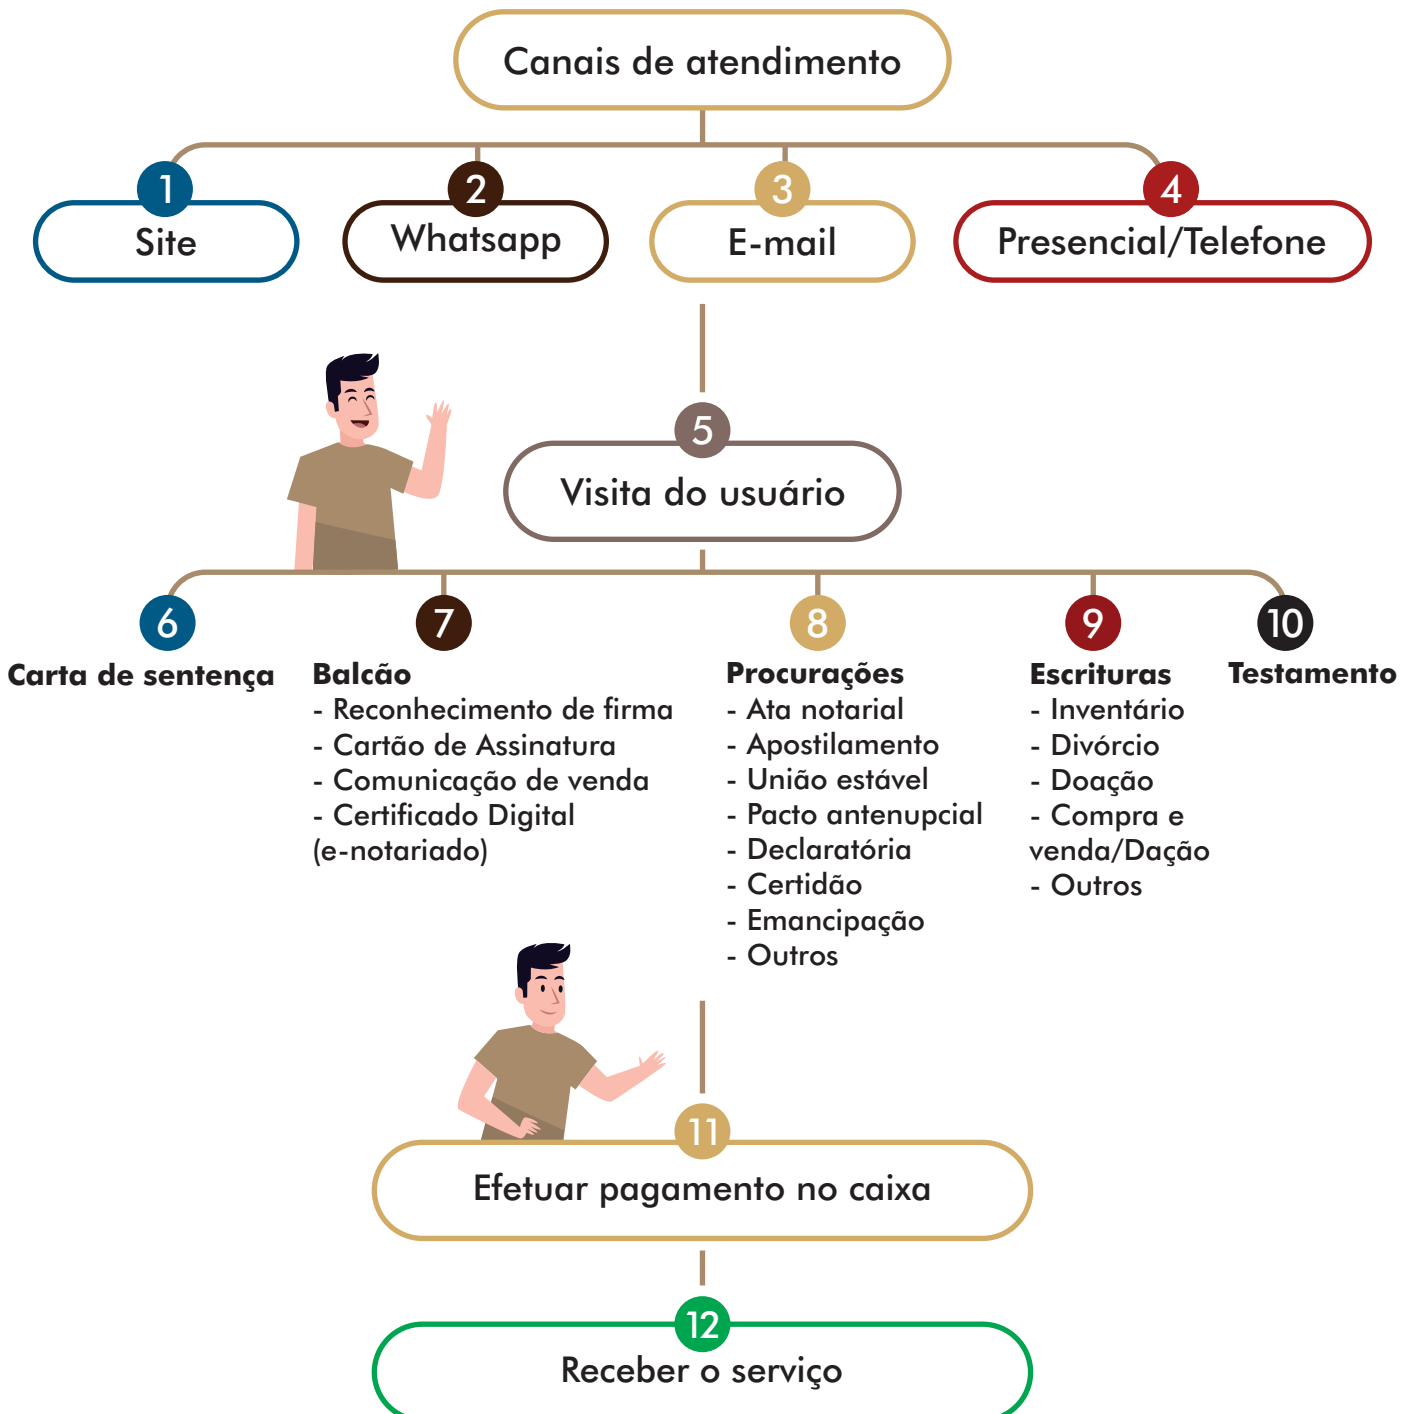 Canais de atendimento
1
Site
2
Whatsapp
3
E-mail
4
Presencial/Telefone
5
Visita do usuário
6
Carta de sentença
7
Balcão
- Reconhecimento de firma
- Cartão de Assinatura
- Comunicação de venda
- Certificado Digital
(e-notariado)
8
Procurações
- Ata notarial
- Apostilamento
- União estável
- Pacto antenupcial
- Declaratória
- Certidão
- Emancipação
- Outros
9
Escrituras
- Inventário
- Divórcio
- Doação
- Compra e
venda/Dação
- Outros
10
Testamento
11
Efetuar pagamento no caixa
12
Receber o serviço